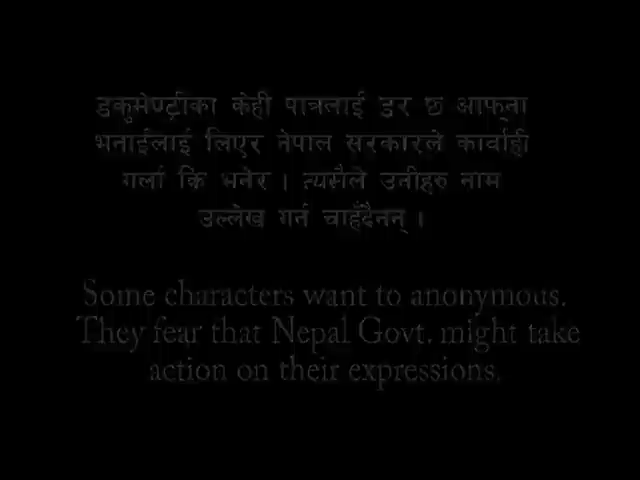 डकुमेण्ट्रीका केही पात्रलाई डर छ आफ्ना
भनाईलाई लिएर नेपाल सरकारले कार्वाही
गर्ला कि भनेर । त्यसैले उनीहरु नाम
उल्लेख गर्न चाहँदैनन् ।
Some characters want to anonymous.
They fear that Nepal Govt. might take
action on their expressions.